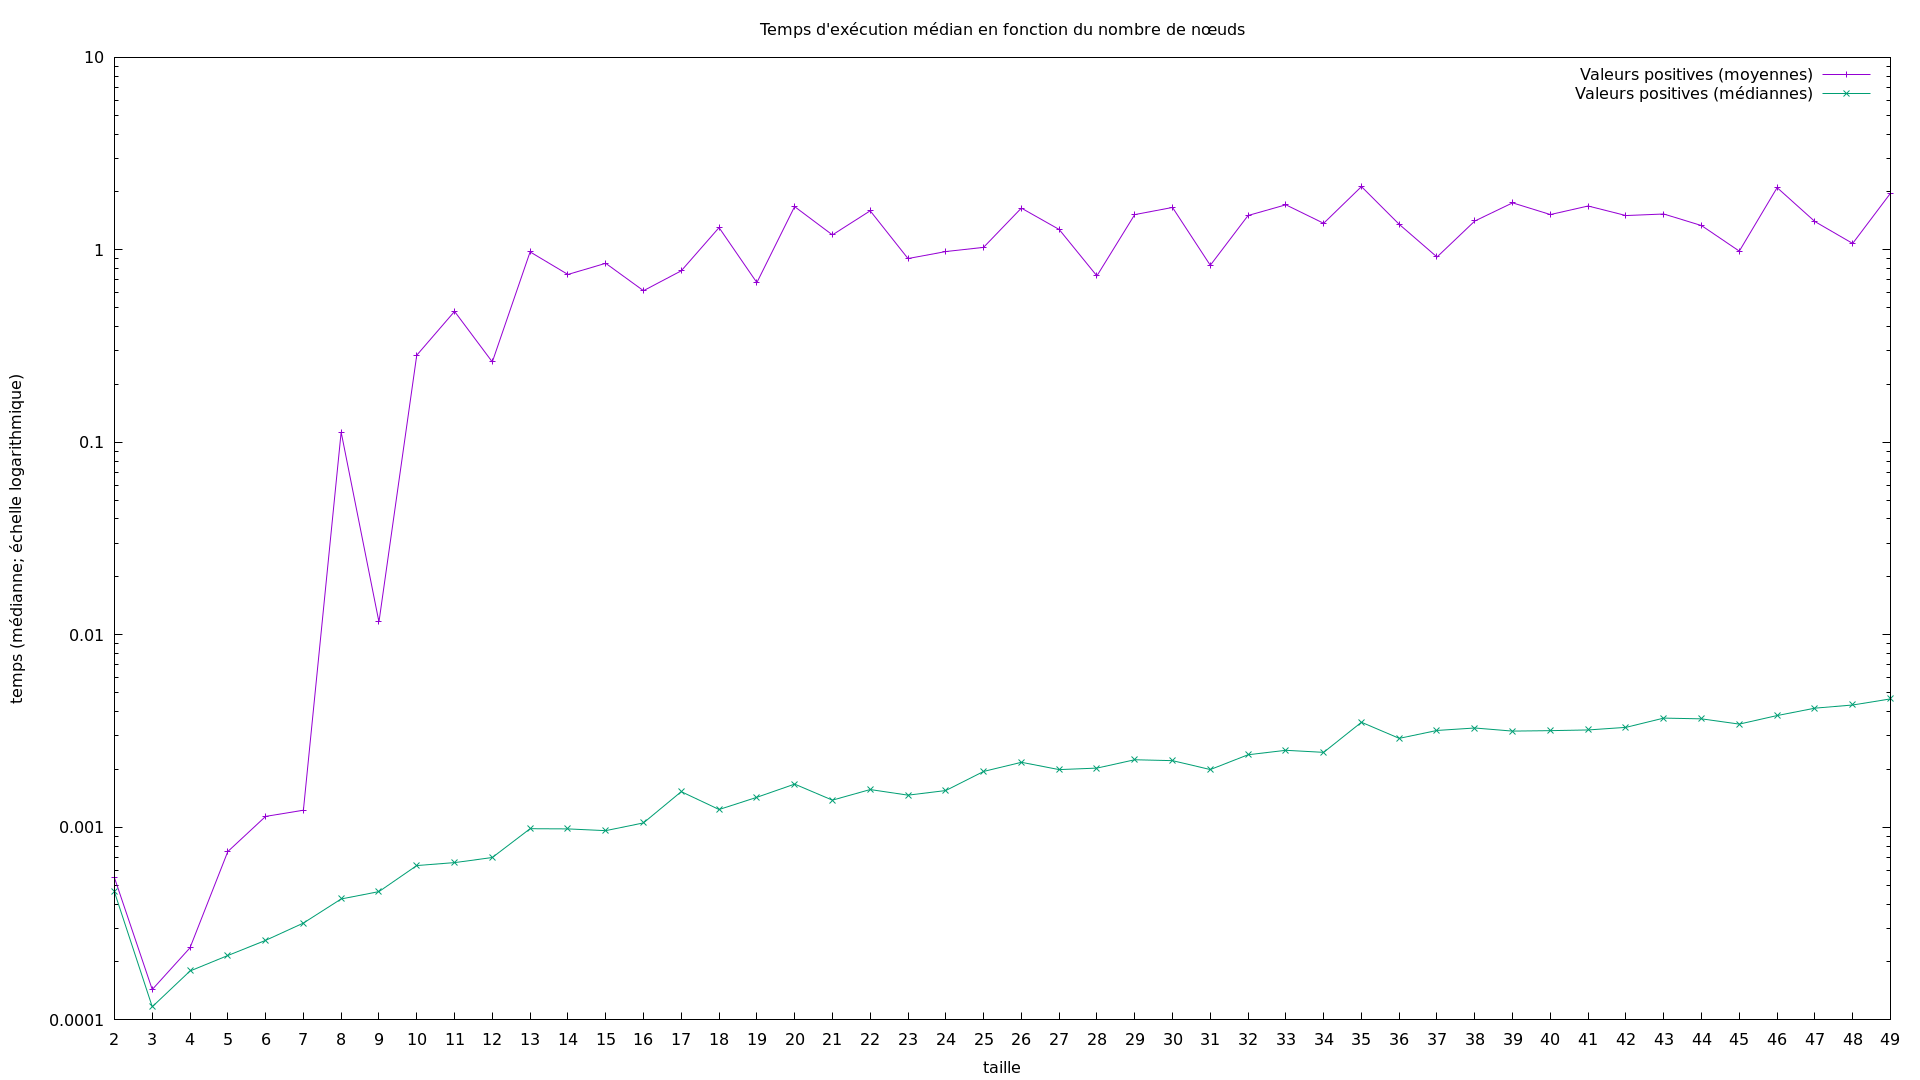 Temps d'exécution médian en fonction du nombre de nœuds
Valeurs positives (moyennes)
Valeurs positives (médiannes)
temps (médianne; échelle logarithmique)
10
1
0.1
0.01
0.001
0.0001
2 3 4 5 6 7 8 9 10 11 12 13 14 15 16 17 18 19 20 21 22 23 24 25 26 27 28 29 30 31 32 33 34 35 36 37 38 39 40 41 42 43 44 45 46 47 48 49
taille